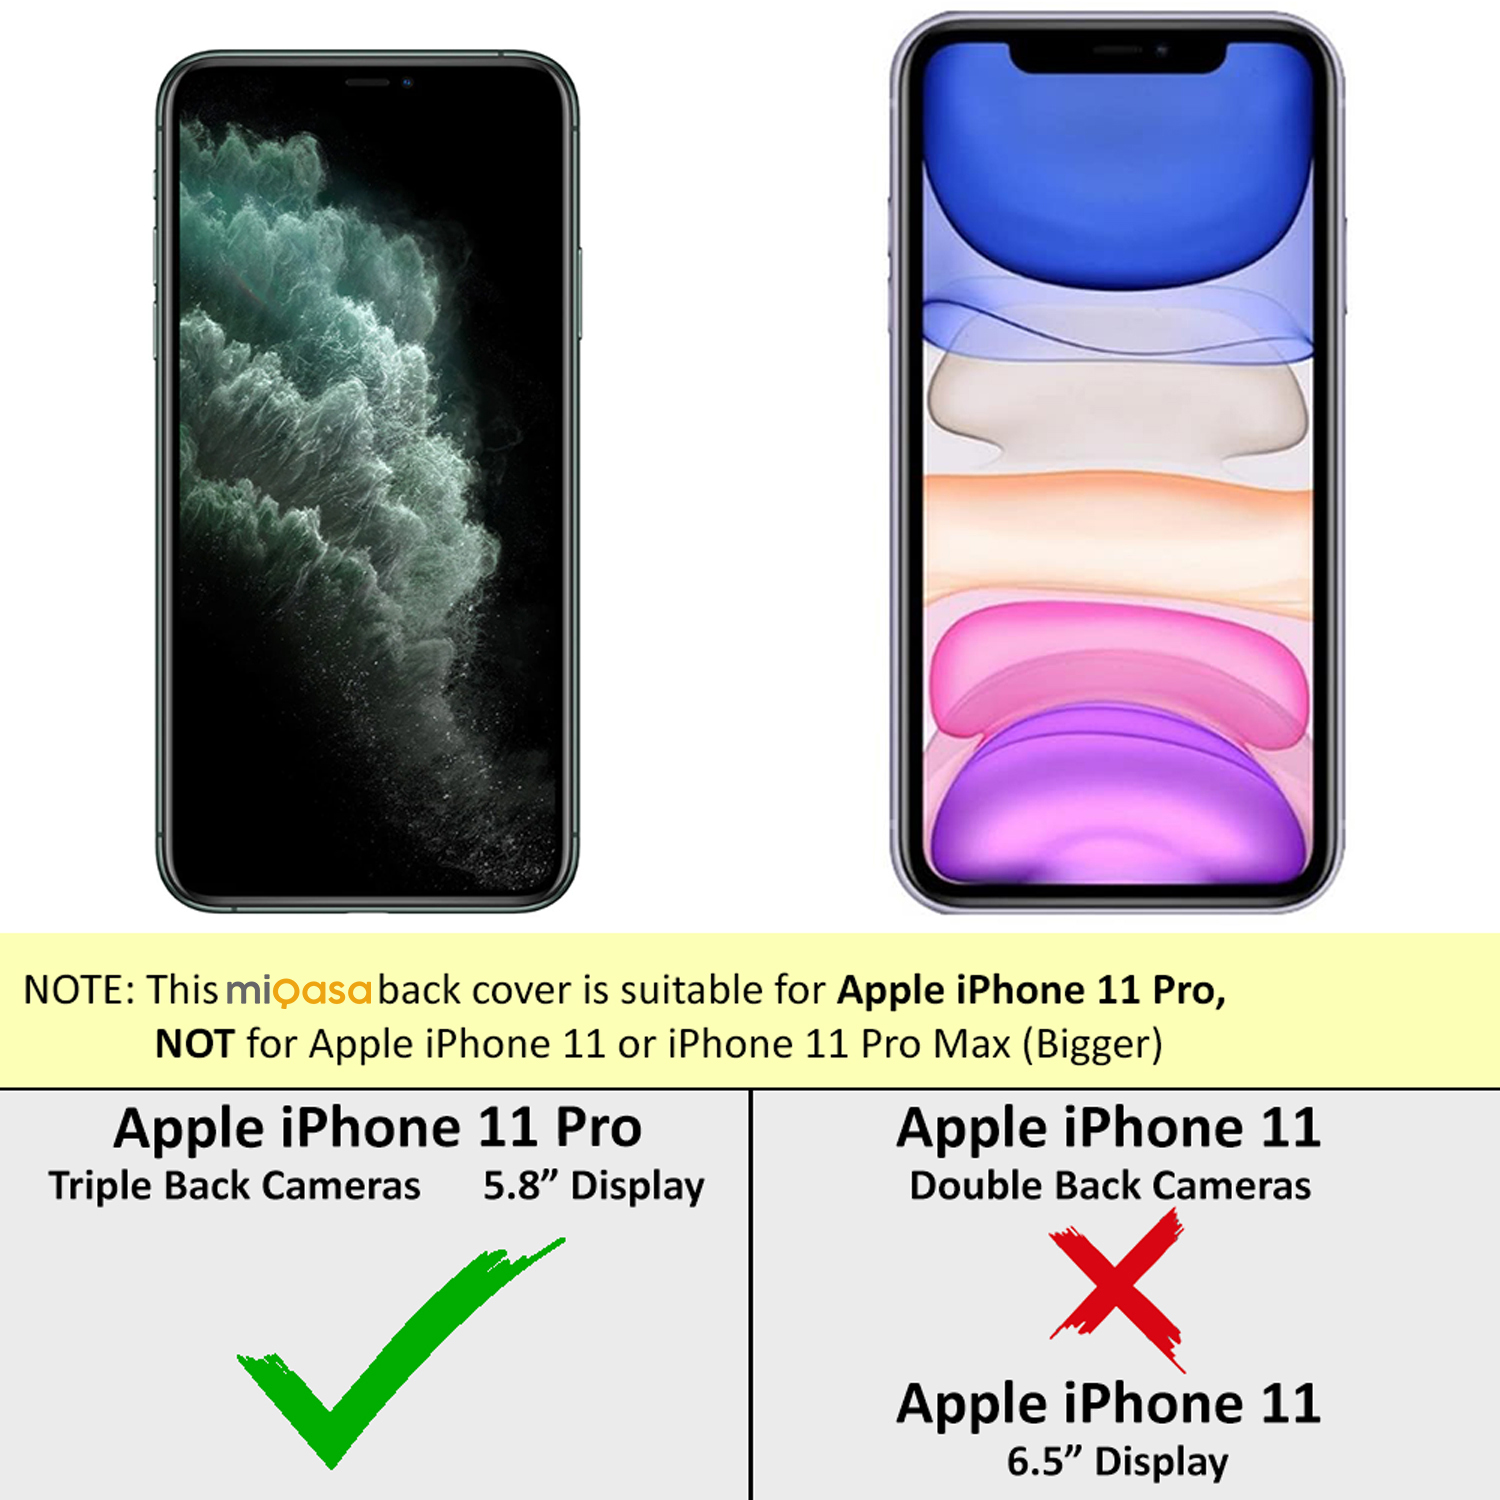 NOTE: This miQasa back cover is suitable for Apple iPhone 11 Pro,
NOT for Apple iPhone 11 or iPhone 11 Pro Max (Bigger)
Apple iPhone 11 Pro
Triple Back Cameras 5.8” Display
Apple iPhone 11
Double Back Cameras
Apple iPhone 11
6.5” Display